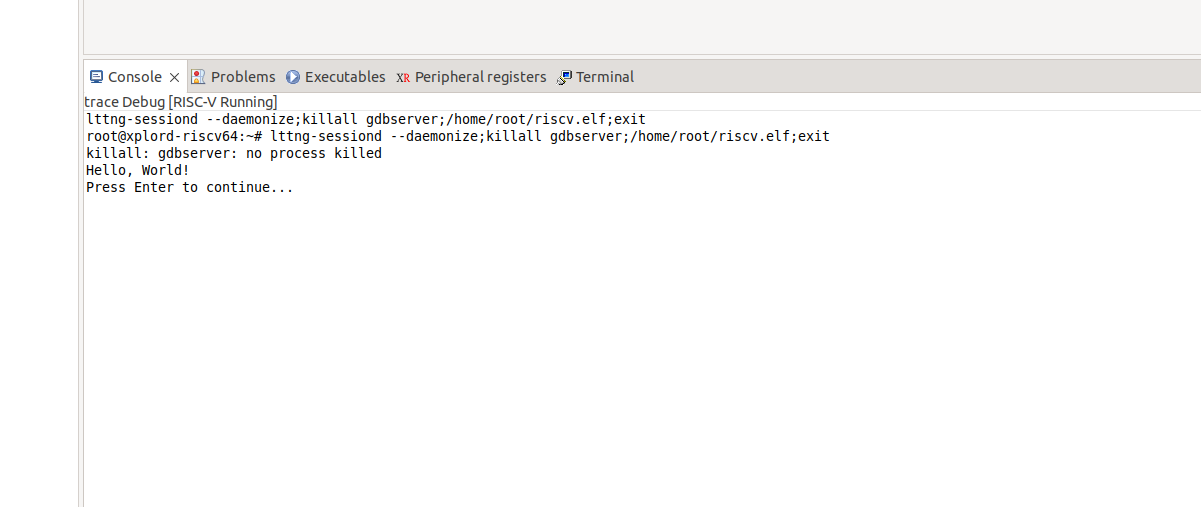 Console Problems Executables XR Peripheral registers Terminal
trace Debug [RISC-V Running]
lttng-sessiond --daemonize;killall gdbserver;/home/root/riscv.elf;exit
root@xplord-riscv64:~# lttng-sessiond --daemonize;killall gdbserver;/home/root/riscv.elf;exit
killall: gdbserver: no process killed
Hello, World!
Press Enter to continue...